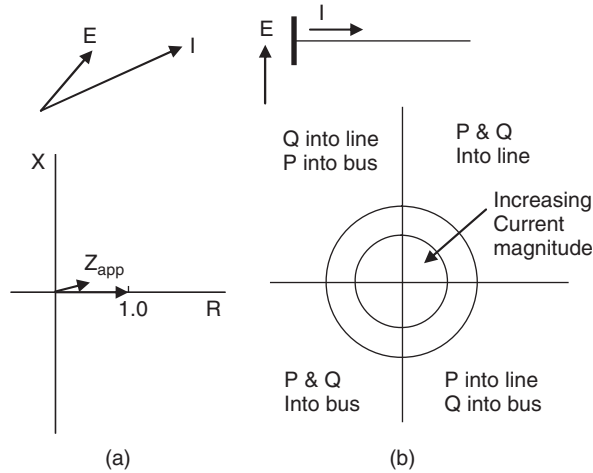 E
I
X
Z_app
1.0
R
(a)
E
I
Q into line
P into bus
P & Q
Into line
Increasing
Current
magnitude
P & Q
Into bus
P into line
Q into bus
(b)